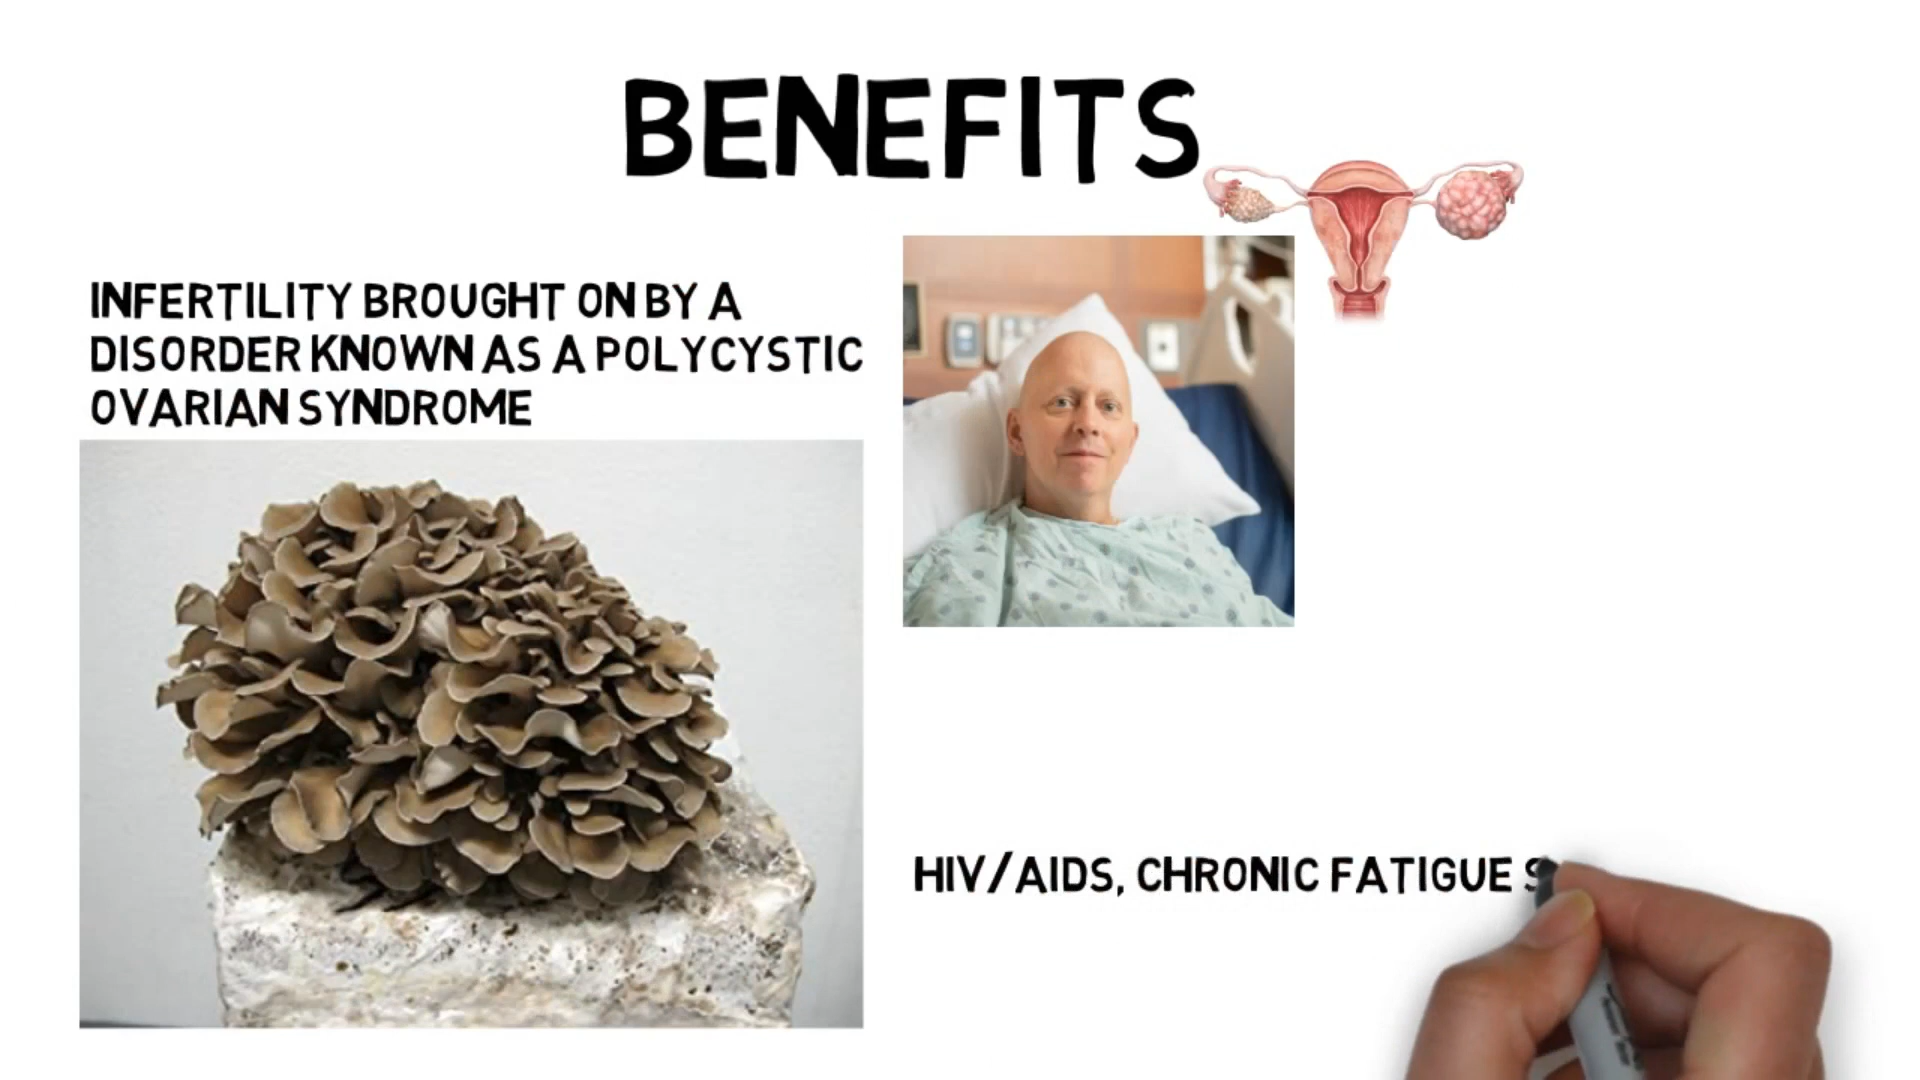 BENEFITS
INFERTILITY BROUGHT ON BY A
DISORDER KNOWN AS A POLYCYSTIC
OVARIAN SYNDROME
HIV/AIDS, CHRONIC FATIGUE S